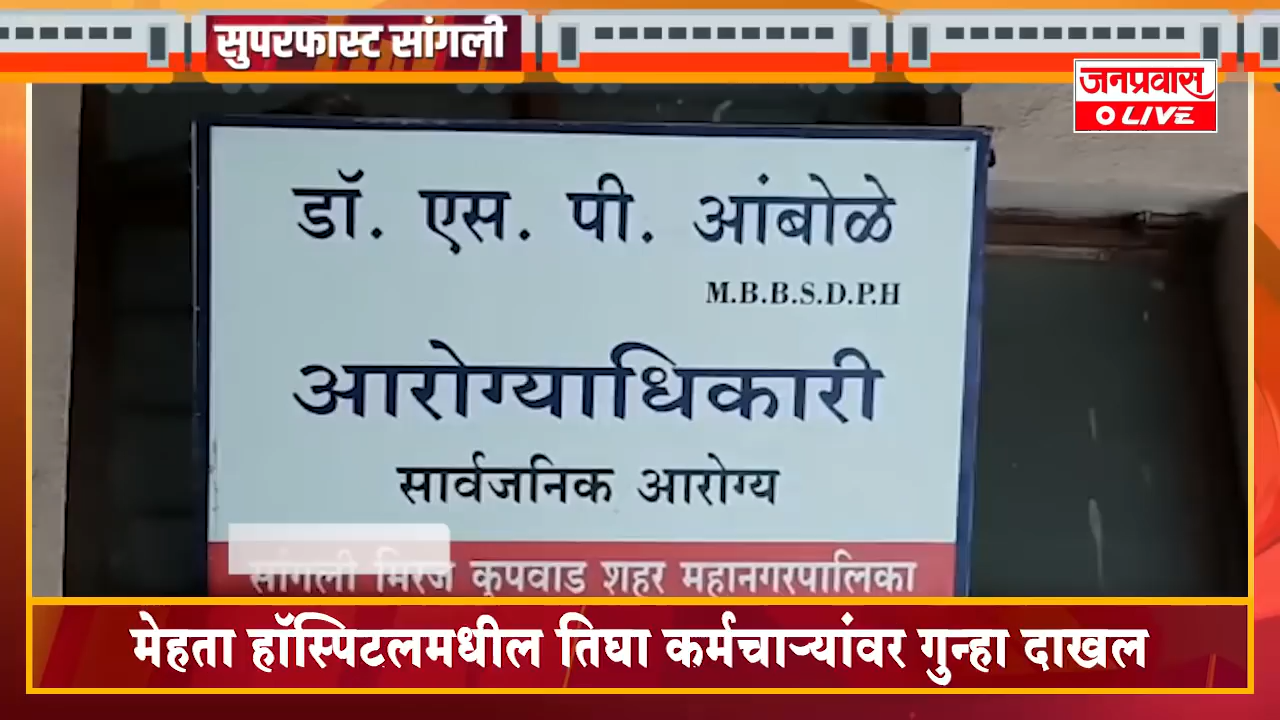 सुपरफास्ट सांगली
जनप्रवास
LIVE
डॉ. एस. पी. आंबोळे
M.B.B.S.D.P.H
आरोग्याधिकारी
सार्वजनिक आरोग्य
सांगली मिरज कुपवाड शहर महानगरपालिका
मेहता हॉस्पिटलमधील तिघा कर्मचाऱ्यांवर गुन्हा दाखल